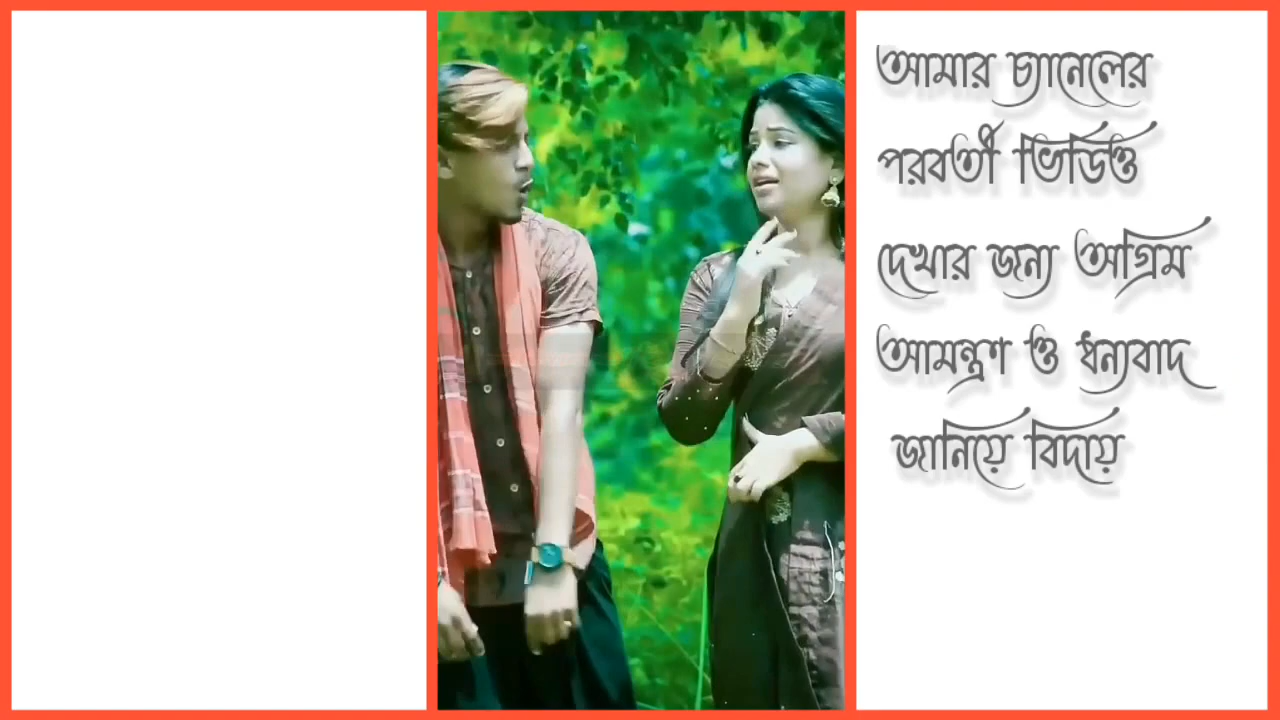 আমার চ্যানেলের
পরবর্তী ভিডিও
দেখার জন্য অগ্রিম
আমন্ত্রণ ও ধন্যবাদ
জানিয়ে বিদায়